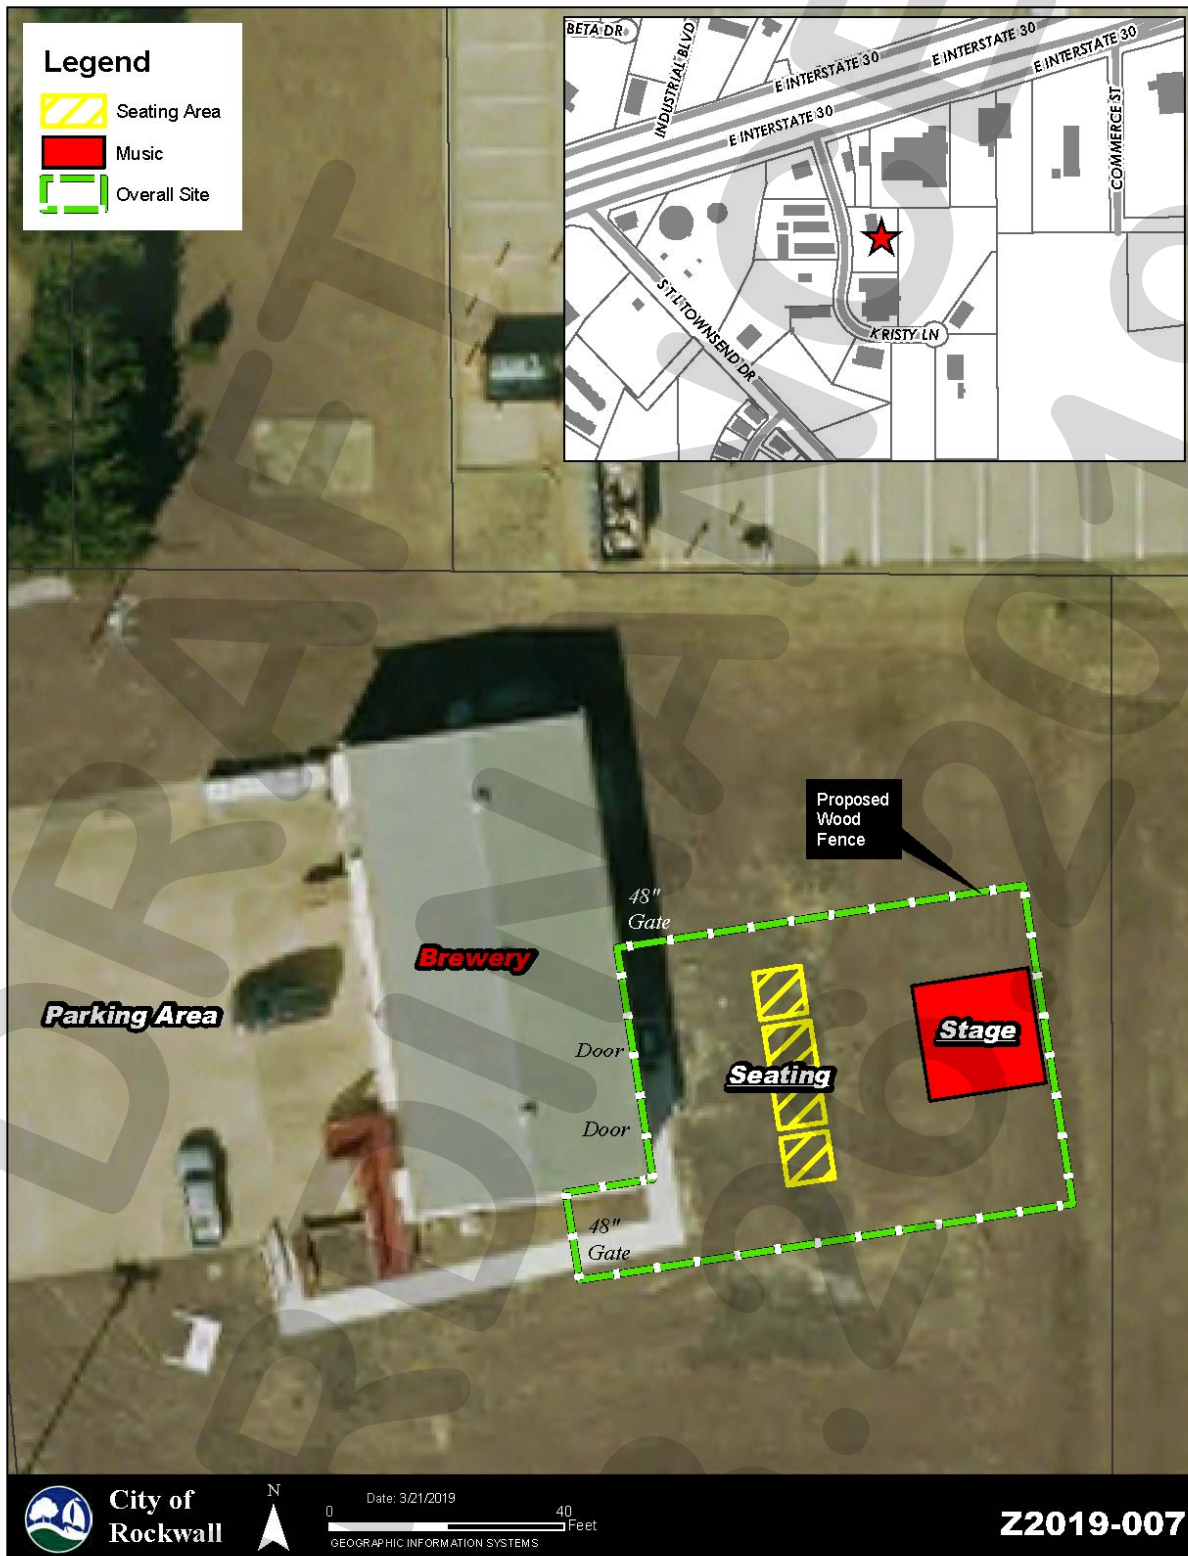 Legend
Seating Area
Music
Overall Site
BETA DR
INDUSTRIAL BLVD
E INTERSTATE 30
E INTERSTATE 30
E INTERSTATE 30
E INTERSTATE 30
COMMERCE ST
S T L TOWNSEND DR
KRISTY LN
Proposed
Wood
Fence
48"
Gate
Brewery
Parking Area
Door
Seating
Stage
Door
48"
Gate
City of
Rockwall
N
Date: 3/21/2019
0 40
Feet
GEOGRAPHIC INFORMATION SYSTEMS
Z2019-007
DRAFT